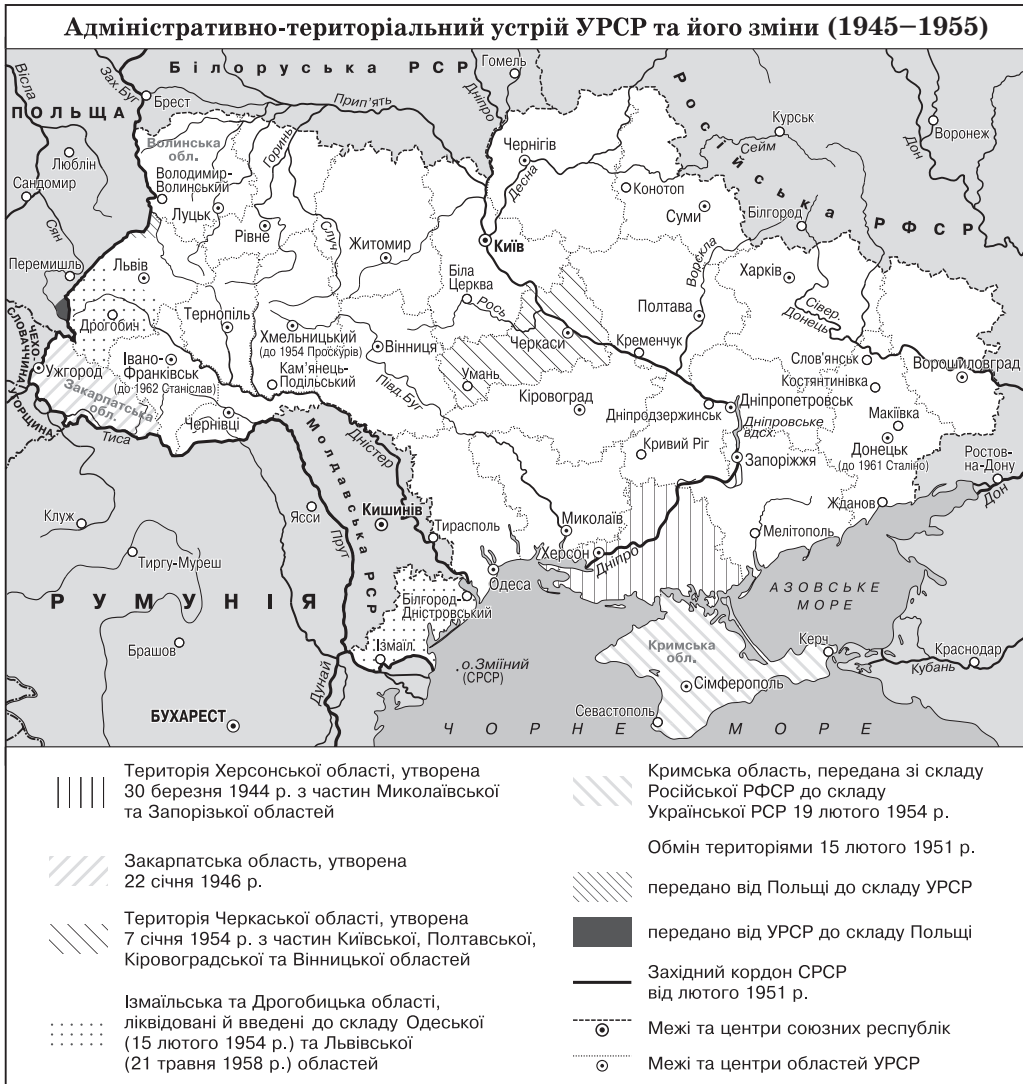 Адміністративно-територіальний устрій УРСР та його зміни (1945–1955)
Вісла
Зах. Буг
Білоруська РСР
Гомель
Дніпро
Російська РФСР
ПОЛЬЩА
Брест
Прип'ять
Курськ
Сейм
Дон
Воронеж
Волинська
обл.
Горинь
Чернігів
Десна
Люблін
Володимир-
Волинський
Конотоп
Сандомир
Луцьк
Суми
Білгород
Рівне
Случ
Київ
Сян
Житомир
Ворскла
Харків
Перемишль
Львів
Біла
Церква
Рось
Полтава
Сівер.
Донець
Дрогобич
Тернопіль
Хмельницький
(до 1954 Проскурів)
Вінниця
Черкаси
Кременчук
ЧЕХО-
СЛОВАЧЧИНА
Ужгород
Івано-
Франківськ
(до 1962 Станіслав)
Кам'янець-
Подільський
Умань
Слов'янськ
Ворошиловград
Костянтинівка
Закарпатська
обл.
Півд. Буг
Кіровоград
Дніпродзержинськ
Дніпропетровськ
Макіївка
УГОРЩИНА
Тиса
Чернівці
Дніпровське
вдсх.
Кривий Ріг
Донецьк
(до 1961 Сталіно)
Запоріжжя
Ростов-
на-Дону
Дон
Молдавська РСР
Дністер
Клуж
Ясси
Прут
Кишинів
Тирасполь
Миколаїв
Жданов
Мелітополь
Тиргу-Муреш
Херсон
Дніпро
Одеса
АЗОВСЬКЕ
МОРЕ
РУМУНІЯ
Білгород-
Дністровський
Брашов
Ізмаїл
Кримська
обл.
Керч
Краснодар
Кубань
о. Зміїний
(СРСР)
Сімферополь
Дунай
БУХАРЕСТ
Севастополь
ЧОРНЕ МОРЕ
Територія Херсонської області, утворена
30 березня 1944 р. з частин Миколаївської
та Запорізької областей
Закарпатська область, утворена
22 січня 1946 р.
Територія Черкаської області, утворена
7 січня 1954 р. з частин Київської, Полтавської,
Кіровоградської та Вінницької областей
Ізмаїльська та Дрогобицька області,
ліквідовані й введені до складу Одеської
(15 лютого 1954 р.) та Львівської
(21 травня 1958 р.) областей
Кримська область, передана зі складу
Російської РФСР до складу
Української РСР 19 лютого 1954 р.
Обмін територіями 15 лютого 1951 р.
передано від Польщі до складу УРСР
передано від УРСР до складу Польщі
Західний кордон СРСР
від лютого 1951 р.
Межі та центри союзних республік
Межі та центри областей УРСР